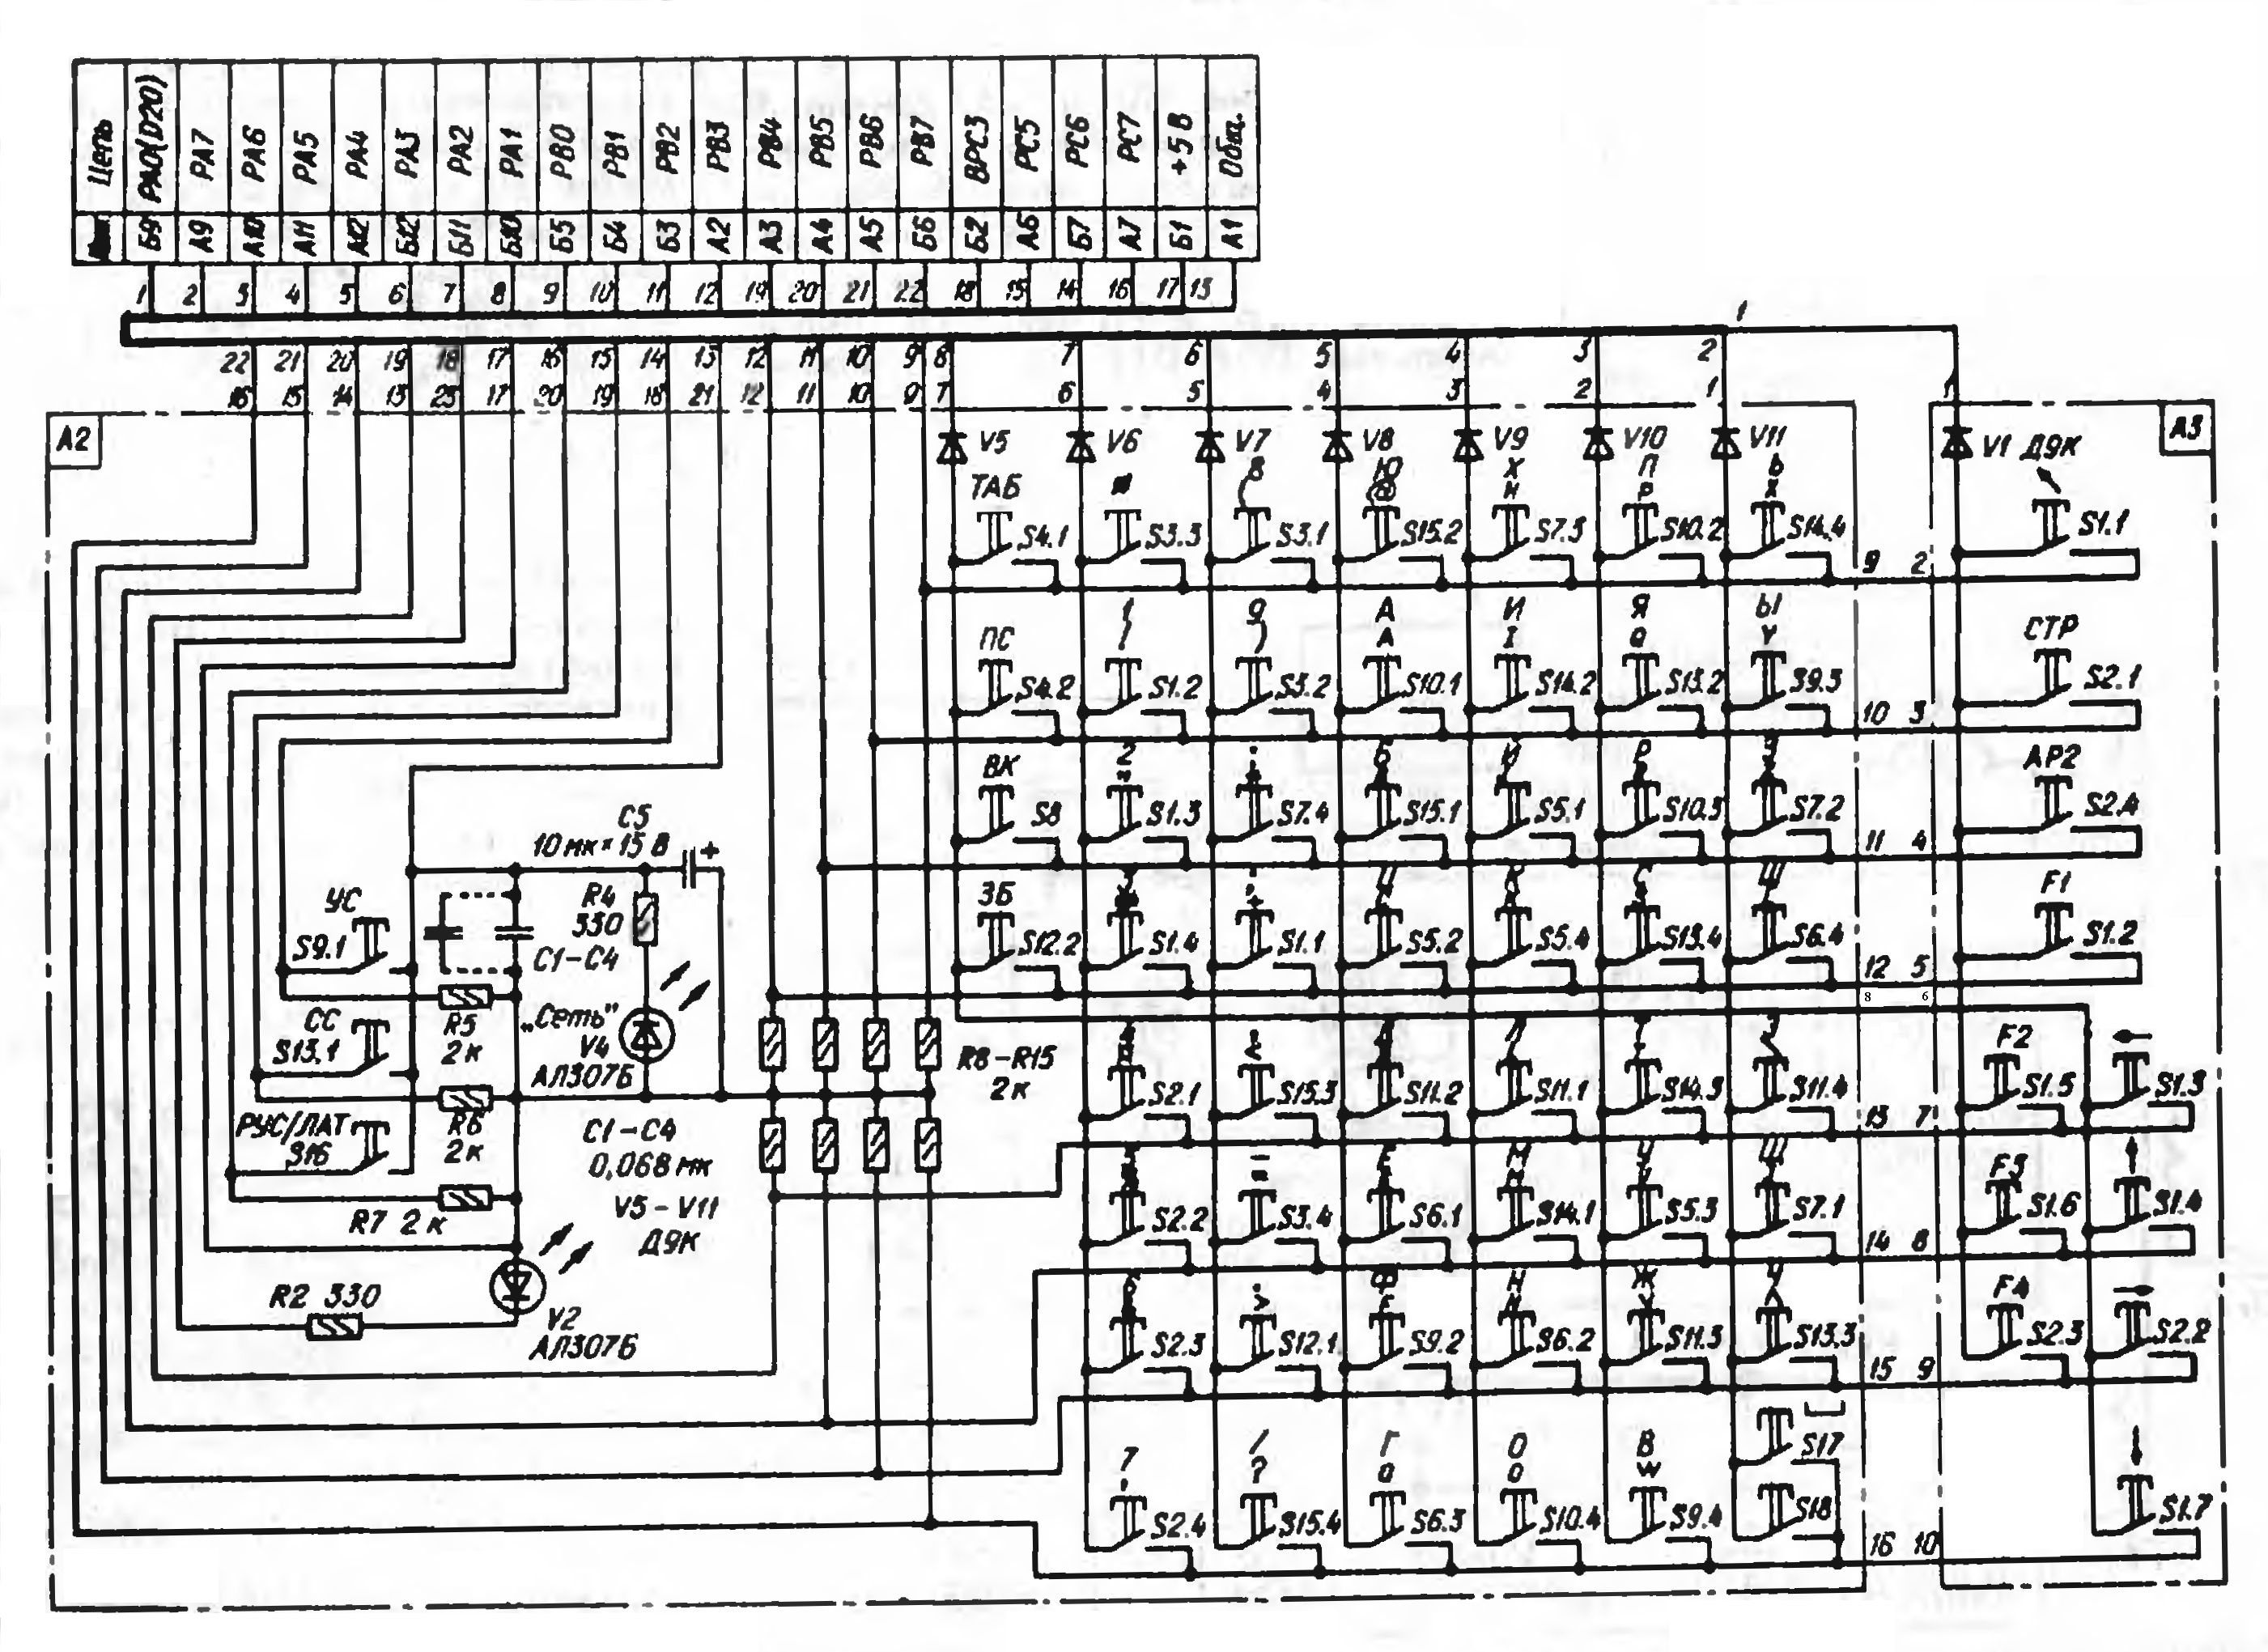 Цепь РА0(D20) РА7 РА6 РА5 РА4 РА3 РА2 РА1 РВ0 РВ1 РВ2 РВ3 РВ4 РВ5 РВ6 РВ7 ВРС3 РС5 РС6 РС7 +5В Общ.
Б9 А9 А10 А11 А12 Б12 Б11 Б10 Б5 Б4 Б3 А2 А3 А4 А5 Б6 Б2 А6 Б7 А7 Б1 А1
1 2 3 4 5 6 7 8 9 10 11 12 19 20 21 22 18 15 14 16 17 13
1
22 21 20 19 18 17 16 15 14 13 12 11 10 9 8 7 6 5 4 3 2
16 15 14 13 23 17 20 19 18 21 12 11 10 9 7 6 5 4 3 2 1 1
А2 V5 V6 V7 V8 V9 V10 V11 V1 Д9К А3
8 Ю Х П Ь
ТАБ ( @ Н Р X
S4.1 S3.3 S3.1 S15.2 S7.3 S10.2 S14.4 S1.1
9 2
1 9 А И Я Ы СТР
ПС ! ) A I Q Y
S4.2 S1.2 S3.2 S10.1 S14.2 S13.2 S9.3 S2.1
10 3
ВК 2 Б Р АР2
" P
S8 S1.3 S7.4 S15.1 S5.1 S10.3 S7.2 S2.4
11 4
C5
10 мк × 15 В +
ЗБ К С F1
УС R4
330
S9.1 S12.2 S1.4 S1.1 S5.2 S5.4 S13.4 S6.4 S1.2
C1–C4
12 5
8 6
R5
2к
„Сеть"
V4
АЛ307Б
СС
S13.1
R8–R15
2к
F2
S2.1 S15.3 S11.2 S11.1 S14.3 S11.4 S1.5 S1.3
13 7
РУС/ЛАТ
S16
R6
2к
C1–C4
0,068 мк
V5–V11
Д9К
М У F3
S2.2 S3.4 S6.1 S14.1 S5.3 S7.1 S1.6 S1.4
R7 2к
14 8
R2 330
V2
АЛ307Б
Ф Н Ж Ч F4
S2.3 S12.1 S9.2 S6.2 S11.3 S13.3 S2.3 S2.2
15 9
7 / Г О В S17
' ? O W
S2.4 S15.4 S6.3 S10.4 S9.4 S18 S1.7
16 10